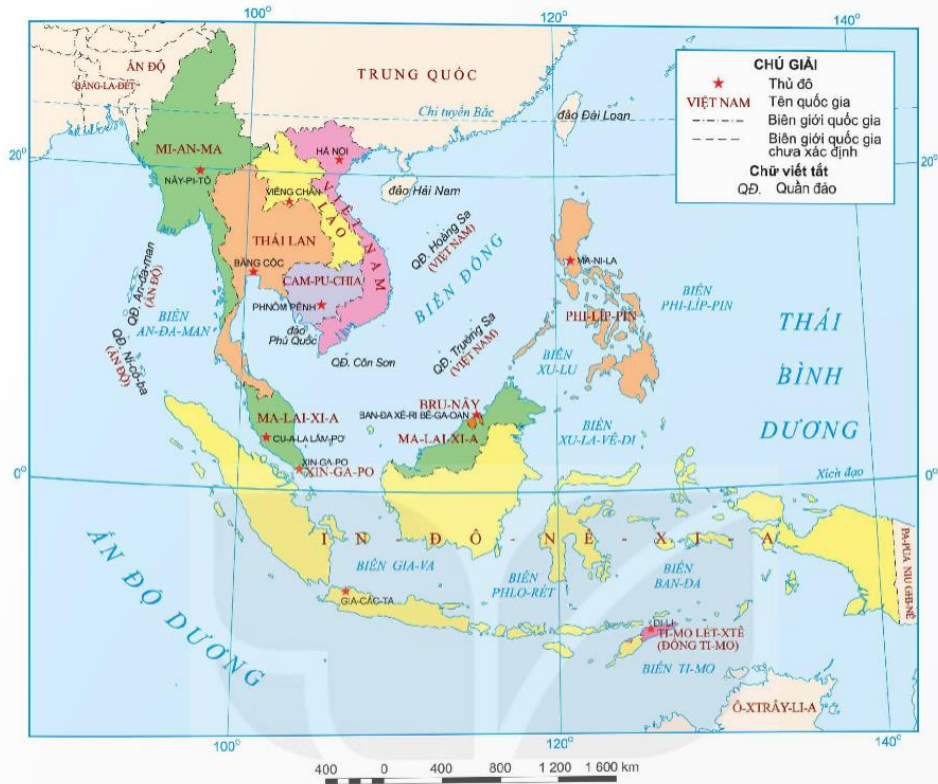 100°
120°
140°
ẤN ĐỘ
BĂNG-LA-ĐÉT
TRUNG QUỐC
Chí tuyến Bắc
đảo Đài Loan
CHÚ GIẢI
Thủ đô
VIỆT NAM
Tên quốc gia
Biên giới quốc gia
Biên giới quốc gia
chưa xác định
Chữ viết tắt
QĐ. Quần đảo
20°
20°
MI-AN-MA
NÂY-PI-TÔ
HÀ NỘI
đảo Hải Nam
VIÊNG CHĂN
LÀO
VIỆT NAM
THÁI LAN
BĂNG CỐC
CAM-PU-CHIA
PHNÔM PÊNH
đảo
Phú Quốc
QĐ. Côn Sơn
QĐ. Hoàng Sa
(VIỆT NAM)
BIỂN ĐÔNG
QĐ. Trường Sa
(VIỆT NAM)
QĐ. An-đa-man
(ẤN ĐỘ)
QĐ. Ni-cô-ba
(ẤN ĐỘ)
BIỂN
AN-ĐA-MAN
MA-NI-LA
PHI-LÍP-PIN
BIỂN
PHI-LÍP-PIN
BIỂN
XU-LU
THÁI
BÌNH
DƯƠNG
BRU-NÂY
BAN-ĐA XÊ-RI BÊ-GA-OAN
MA-LAI-XI-A
MA-LAI-XI-A
CU-A-LA LĂM-PƠ
XIN-GA-PO
XIN-GA-PO
BIỂN
XU-LA-VÊ-DI
Xích đạo
0°
0°
IN-ĐÔ-NÊ-XI-A
ẤN ĐỘ DƯƠNG
BIỂN GIA-VA
BIỂN
PHLO-RÉT
BIỂN
BAN-ĐA
PA-PUA NIU GHI-NÊ
GIA-CÁC-TA
ĐI-LI
TI-MO LÉT-XTÊ
(ĐÔNG TI-MO)
BIỂN TI-MO
Ô-XTRÂY-LI-A
100°
120°
140°
400 0 400 800 1 200 1 600 km